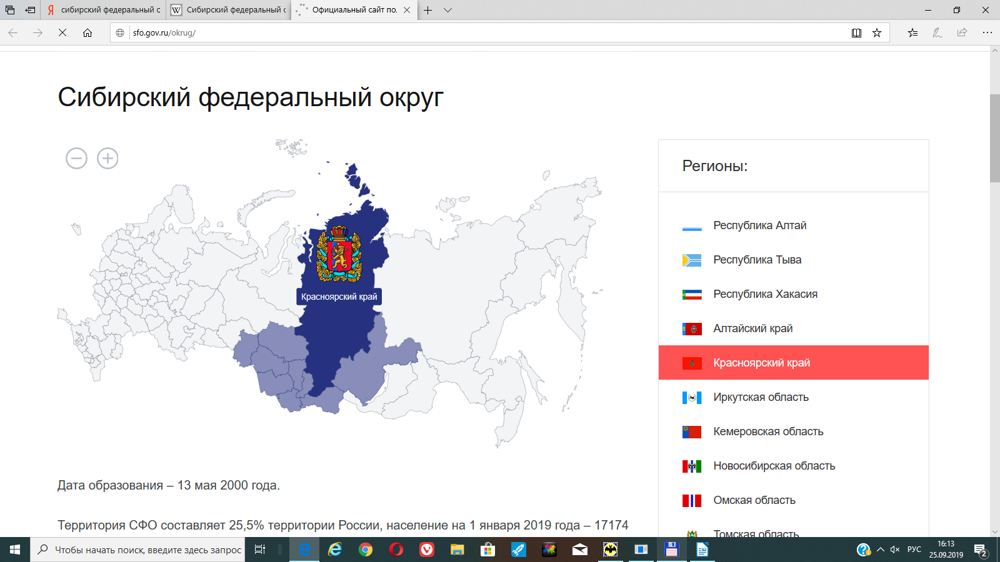 сибирский федеральный о
Сибирский федеральный о
Официальный сайт по.
sfo.gov.ru/okrug/
Сибирский федеральный округ
Красноярский край
Регионы:
Республика Алтай
Республика Тыва
Республика Хакасия
Алтайский край
Красноярский край
Иркутская область
Кемеровская область
Новосибирская область
Омская область
Томская область
Дата образования – 13 мая 2000 года.
Территория СФО составляет 25,5% территории России, население на 1 января 2019 года – 17174
Чтобы начать поиск, введите здесь запрос
РУС
16:13
25.09.2019
2